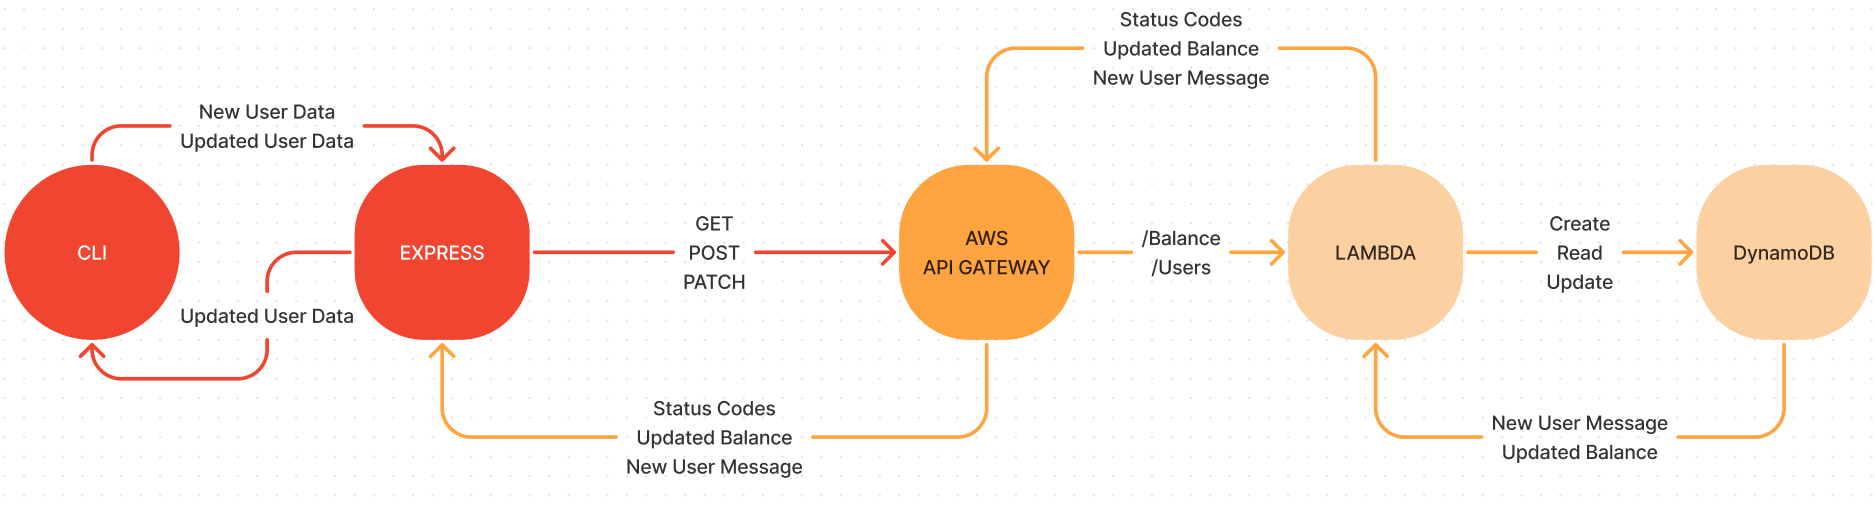 Status Codes
Updated Balance
New User Message
New User Data
Updated User Data
CLI
EXPRESS
GET
POST
PATCH
AWS
API GATEWAY
/Balance
/Users
LAMBDA
Create
Read
Update
DynamoDB
Updated User Data
Status Codes
Updated Balance
New User Message
New User Message
Updated Balance